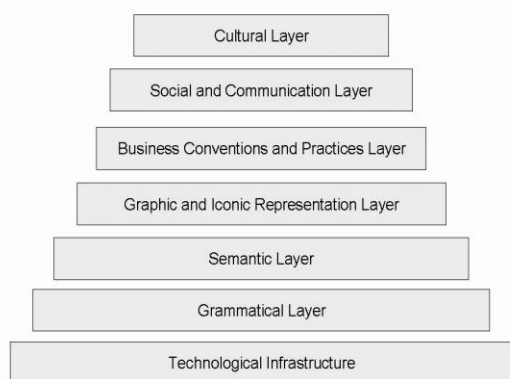 Cultural Layer
Social and Communication Layer
Business Conventions and Practices Layer
Graphic and Iconic Representation Layer
Semantic Layer
Grammatical Layer
Technological Infrastructure